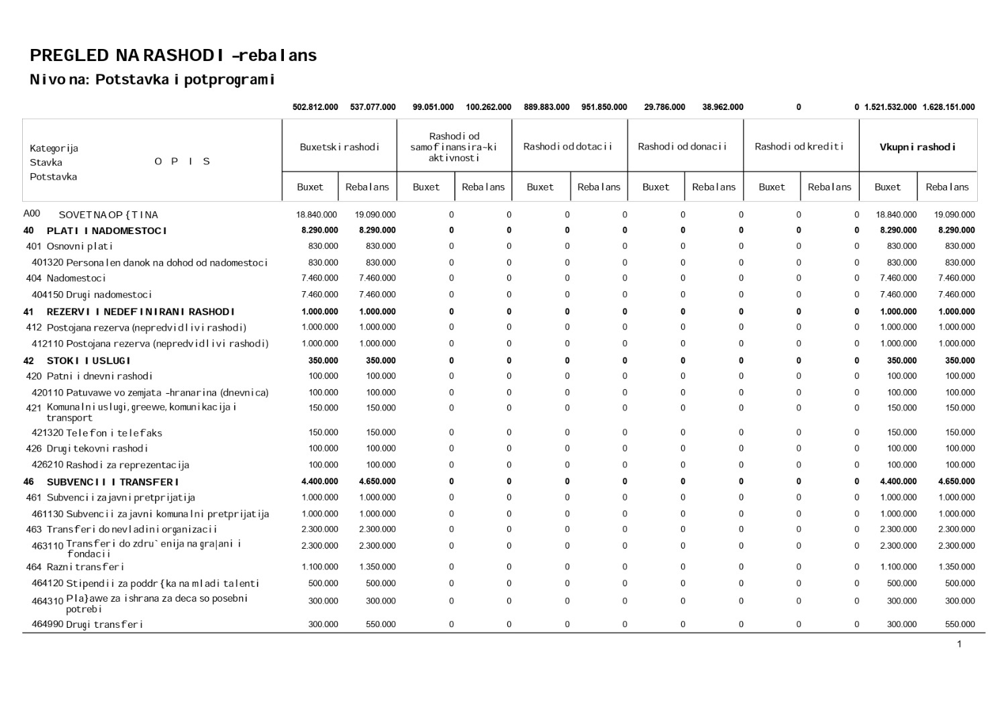 PREGLED NA RASHODI -rebalans
Nivo na: Potstavka i potprogrami
502.812.000 537.077.000 99.051.000 100.262.000 889.883.000 951.850.000 29.786.000 38.962.000 0 0 1.521.532.000 1.628.151.000
Kategorija
Stavka
Potstavka
O P I S
Buxetski rashodi
Rashodi od
samofinansira~ki
aktivnosti
Rashodi od dotacii
Rashodi od donacii
Rashodi od krediti
Vkupni rashodi
Buxet Rebalans Buxet Rebalans Buxet Rebalans Buxet Rebalans Buxet Rebalans Buxet Rebalans
A00 SOVET NA OP{TINA 18.840.000 19.090.000 0 0 0 0 0 0 0 0 18.840.000 19.090.000
40 PLATI I NADOMESTOCI 8.290.000 8.290.000 0 0 0 0 0 0 0 0 8.290.000 8.290.000
401 Osnovni plati 830.000 830.000 0 0 0 0 0 0 0 0 830.000 830.000
401320 Personalen danok na dohod od nadomestoci 830.000 830.000 0 0 0 0 0 0 0 0 830.000 830.000
404 Nadomestoci 7.460.000 7.460.000 0 0 0 0 0 0 0 0 7.460.000 7.460.000
404150 Drugi nadomestoci 7.460.000 7.460.000 0 0 0 0 0 0 0 0 7.460.000 7.460.000
41 REZERVI I NEDEFINIRANI RASHODI 1.000.000 1.000.000 0 0 0 0 0 0 0 0 1.000.000 1.000.000
412 Postojana rezerva (nepredvidlivi rashodi) 1.000.000 1.000.000 0 0 0 0 0 0 0 0 1.000.000 1.000.000
412110 Postojana rezerva (nepredvidlivi rashodi) 1.000.000 1.000.000 0 0 0 0 0 0 0 0 1.000.000 1.000.000
42 STOKI I USLUGI 350.000 350.000 0 0 0 0 0 0 0 0 350.000 350.000
420 Patni i dnevni rashodi 100.000 100.000 0 0 0 0 0 0 0 0 100.000 100.000
420110 Patuvawe vo zemjata -hranarina (dnevnica) 100.000 100.000 0 0 0 0 0 0 0 0 100.000 100.000
421 Komunalni uslugi, greewe, komunikacija i 150.000 150.000 0 0 0 0 0 0 0 0 150.000 150.000
transport
421320 Telefon i telefaks 150.000 150.000 0 0 0 0 0 0 0 0 150.000 150.000
426 Drugi tekovni rashodi 100.000 100.000 0 0 0 0 0 0 0 0 100.000 100.000
426210 Rashodi za reprezentacija 100.000 100.000 0 0 0 0 0 0 0 0 100.000 100.000
46 SUBVENCII I TRANSFERI 4.400.000 4.650.000 0 0 0 0 0 0 0 0 4.400.000 4.650.000
461 Subvencii za javni pretprijatija 1.000.000 1.000.000 0 0 0 0 0 0 0 0 1.000.000 1.000.000
461130 Subvencii za javni komunalni pretprijatija 1.000.000 1.000.000 0 0 0 0 0 0 0 0 1.000.000 1.000.000
463 Transferi do nevladini organizacii 2.300.000 2.300.000 0 0 0 0 0 0 0 0 2.300.000 2.300.000
463110 Transferi do zdru`enija na gra|ani i 2.300.000 2.300.000 0 0 0 0 0 0 0 0 2.300.000 2.300.000
fondacii
464 Razni transferi 1.100.000 1.350.000 0 0 0 0 0 0 0 0 1.100.000 1.350.000
464120 Stipendii za poddr{ka na mladi talenti 500.000 500.000 0 0 0 0 0 0 0 0 500.000 500.000
464310 Pla}awe za ishrana za deca so posebni 300.000 300.000 0 0 0 0 0 0 0 0 300.000 300.000
potrebi
464990 Drugi transferi 300.000 550.000 0 0 0 0 0 0 0 0 300.000 550.000
1